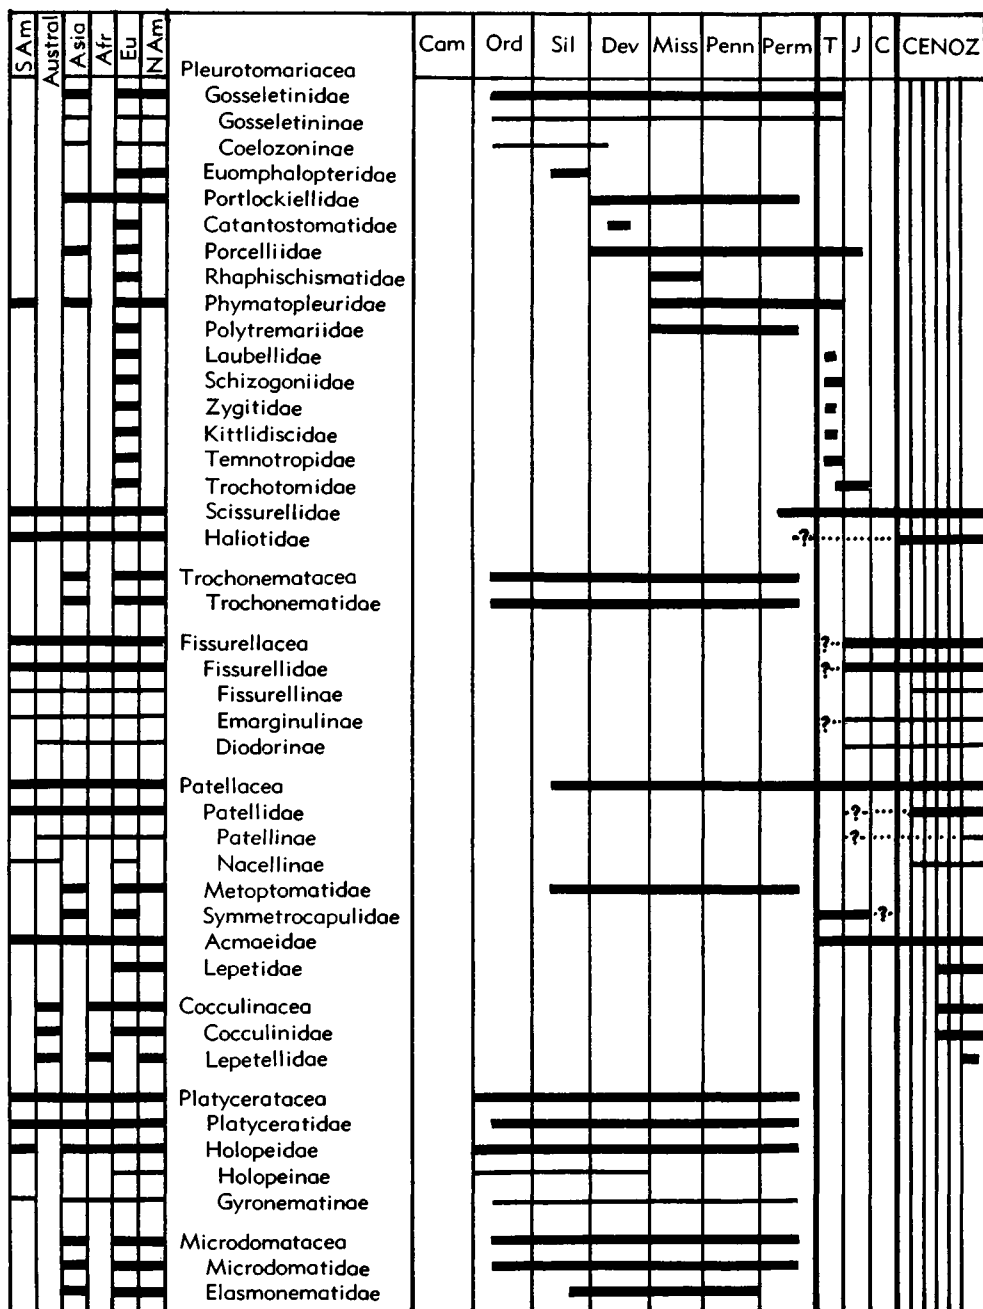 S Am Austral Asia Afr Eu N Am Cam Ord Sil Dev Miss Penn Perm T J C CENOZ
Pleurotomariacea
Gosseletinidae
Gosseletininae
Coelozoninae
Euomphalopteridae
Portlockiellidae
Catantostomatidae
Porcelliidae
Rhaphischismatidae
Phymatopleuridae
Polytremariidae
Laubellidae
Schizogoniidae
Zygitidae
Kittlidiscidae
Temnotropidae
Trochotomidae
Scissurellidae
Haliotidae ?
Trochonematacea
Trochonematidae
Fissurellacea ?
Fissurellidae ?
Fissurellinae
Emarginulinae ?
Diodorinae
Patellacea
Patellidae ?
Patellinae ?
Nacellinae
Metoptomatidae
Symmetrocapulidae ?
Acmaeidae
Lepetidae
Cocculinacea
Cocculinidae
Lepetellidae
Platyceratacea
Platyceratidae
Holopeidae
Holopeinae
Gyronematinae
Microdomatacea
Microdomatidae
Elasmonematidae